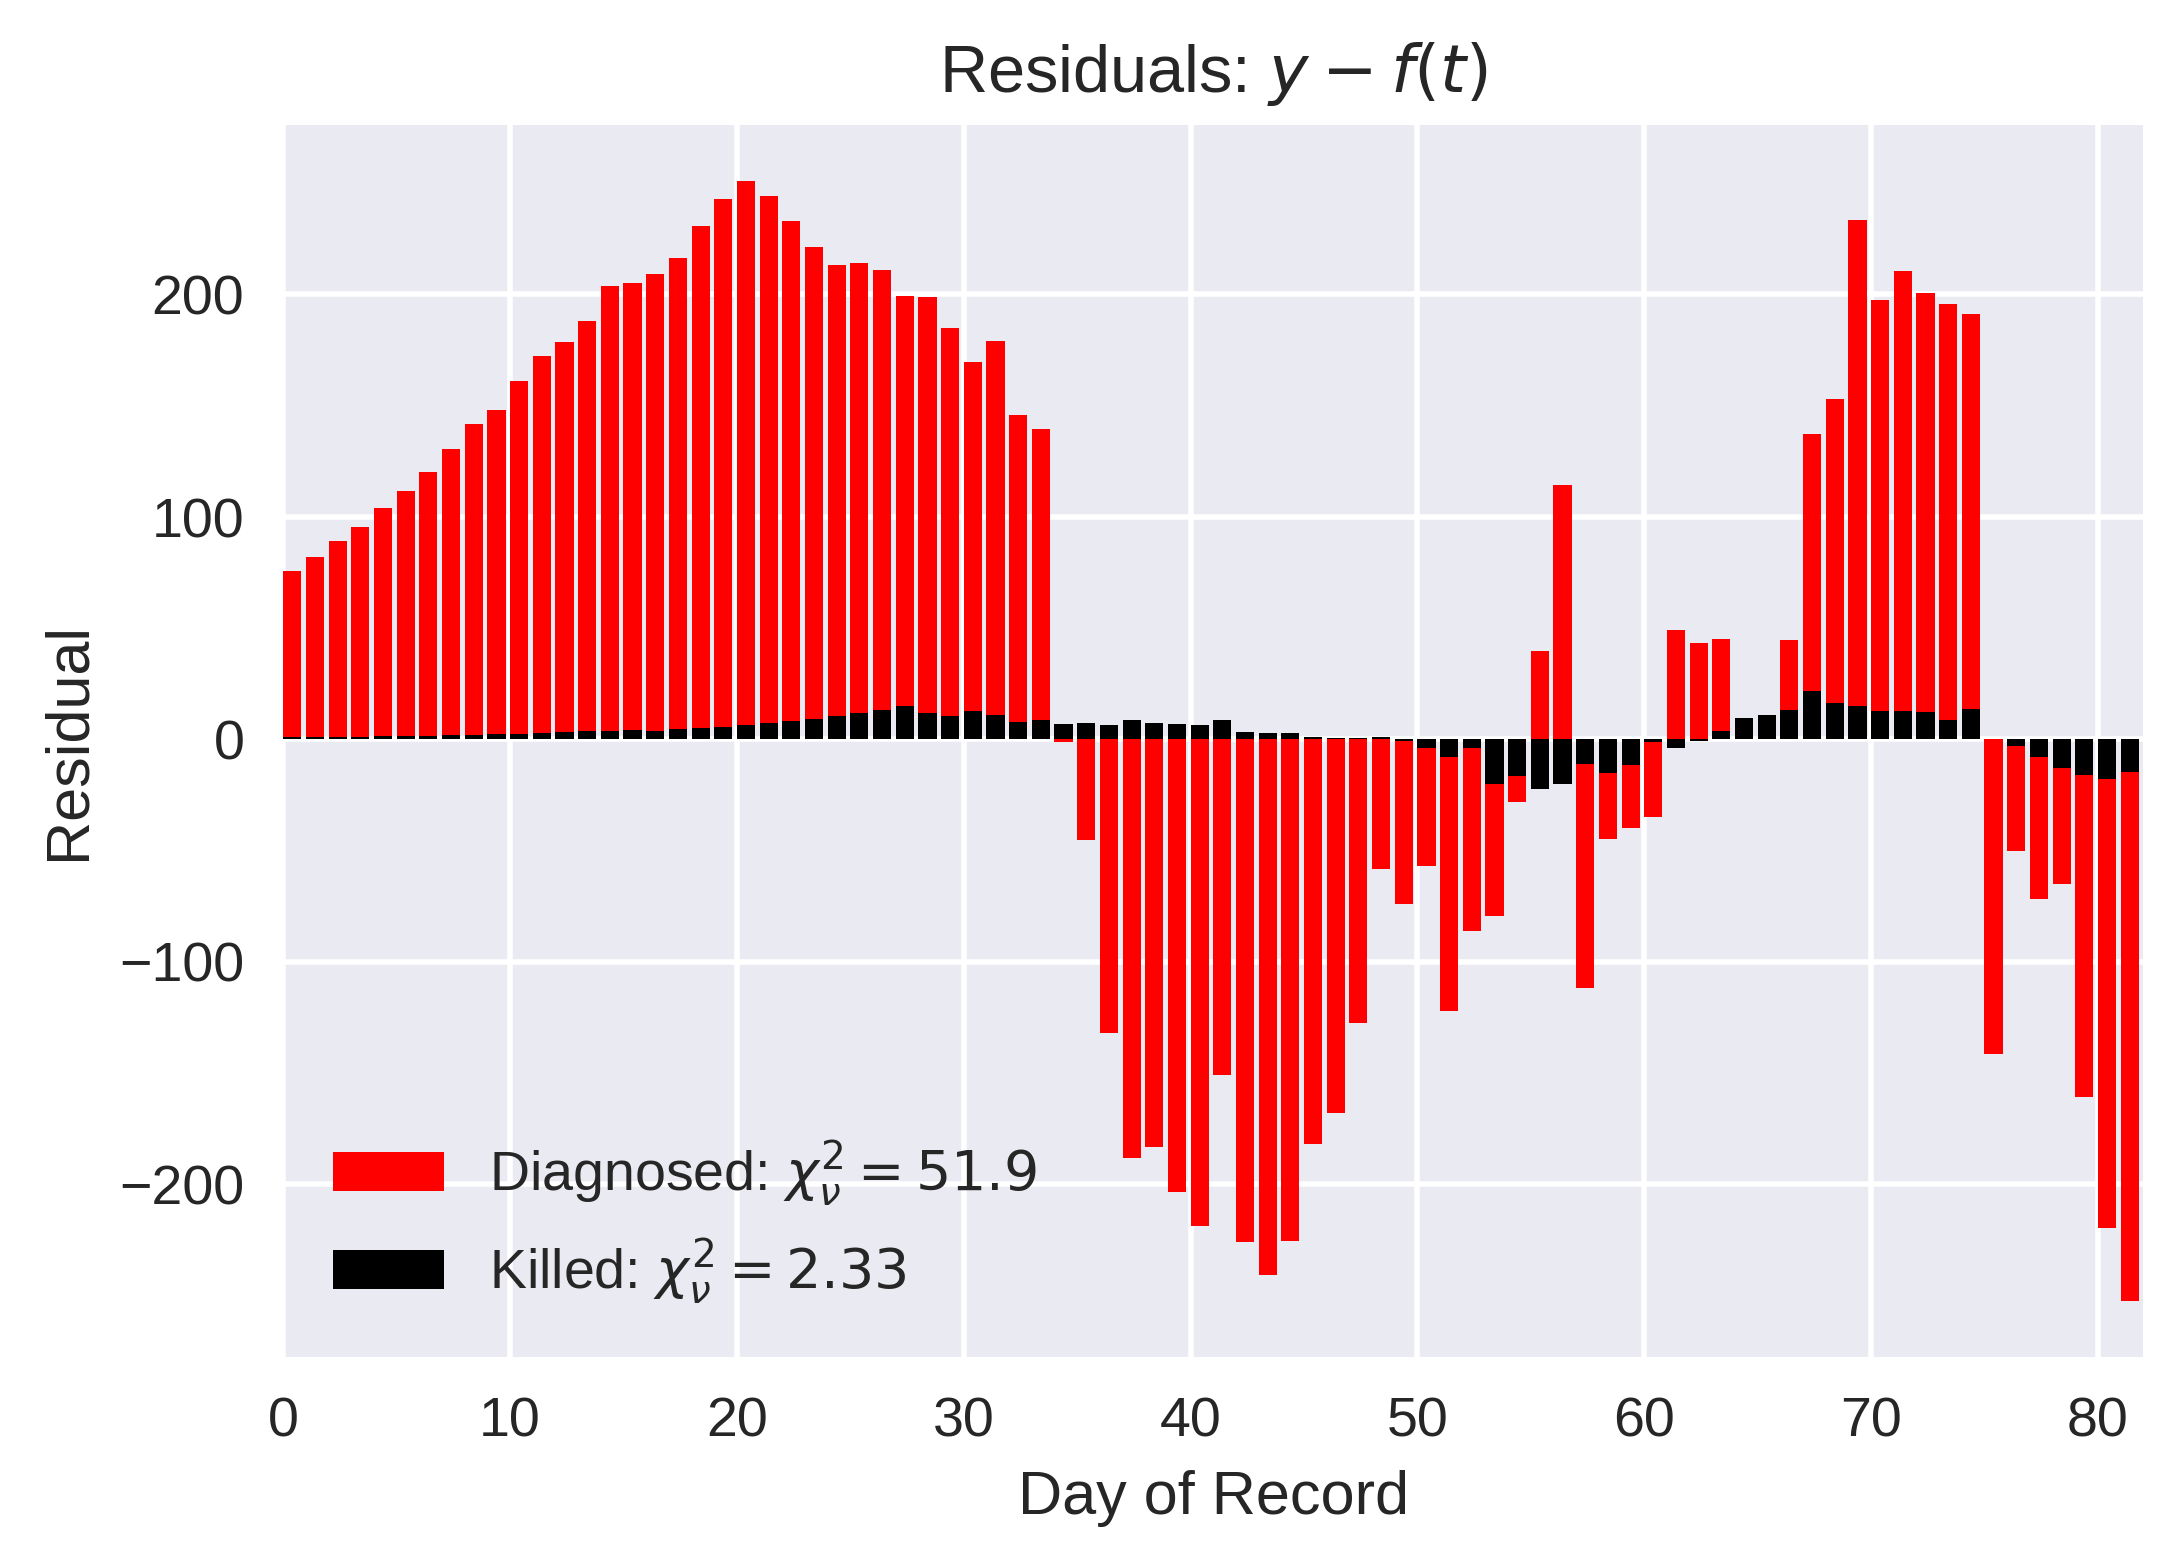 Residuals: y − f(t)
200
100
0
−100
−200
Residual
Diagnosed: χ²ᵥ = 51.9
Killed: χ²ᵥ = 2.33
0 10 20 30 40 50 60 70 80
Day of Record